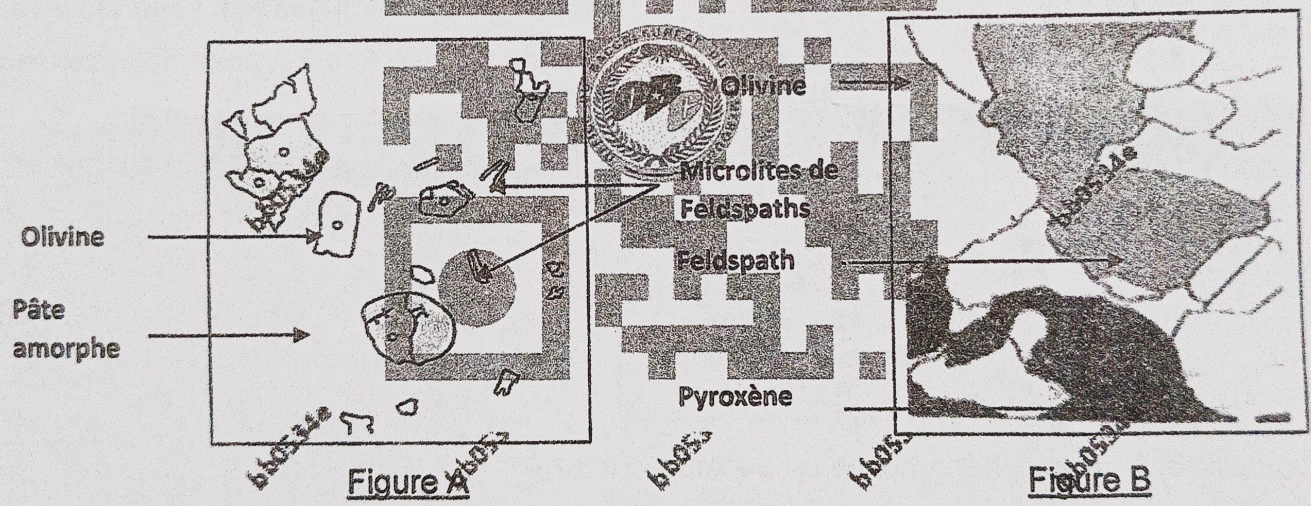 Olivine
Pâte
amorphe
Olivine
Microlites de
Feldspaths
Feldspath
Pyroxène
Figure A
Figure B